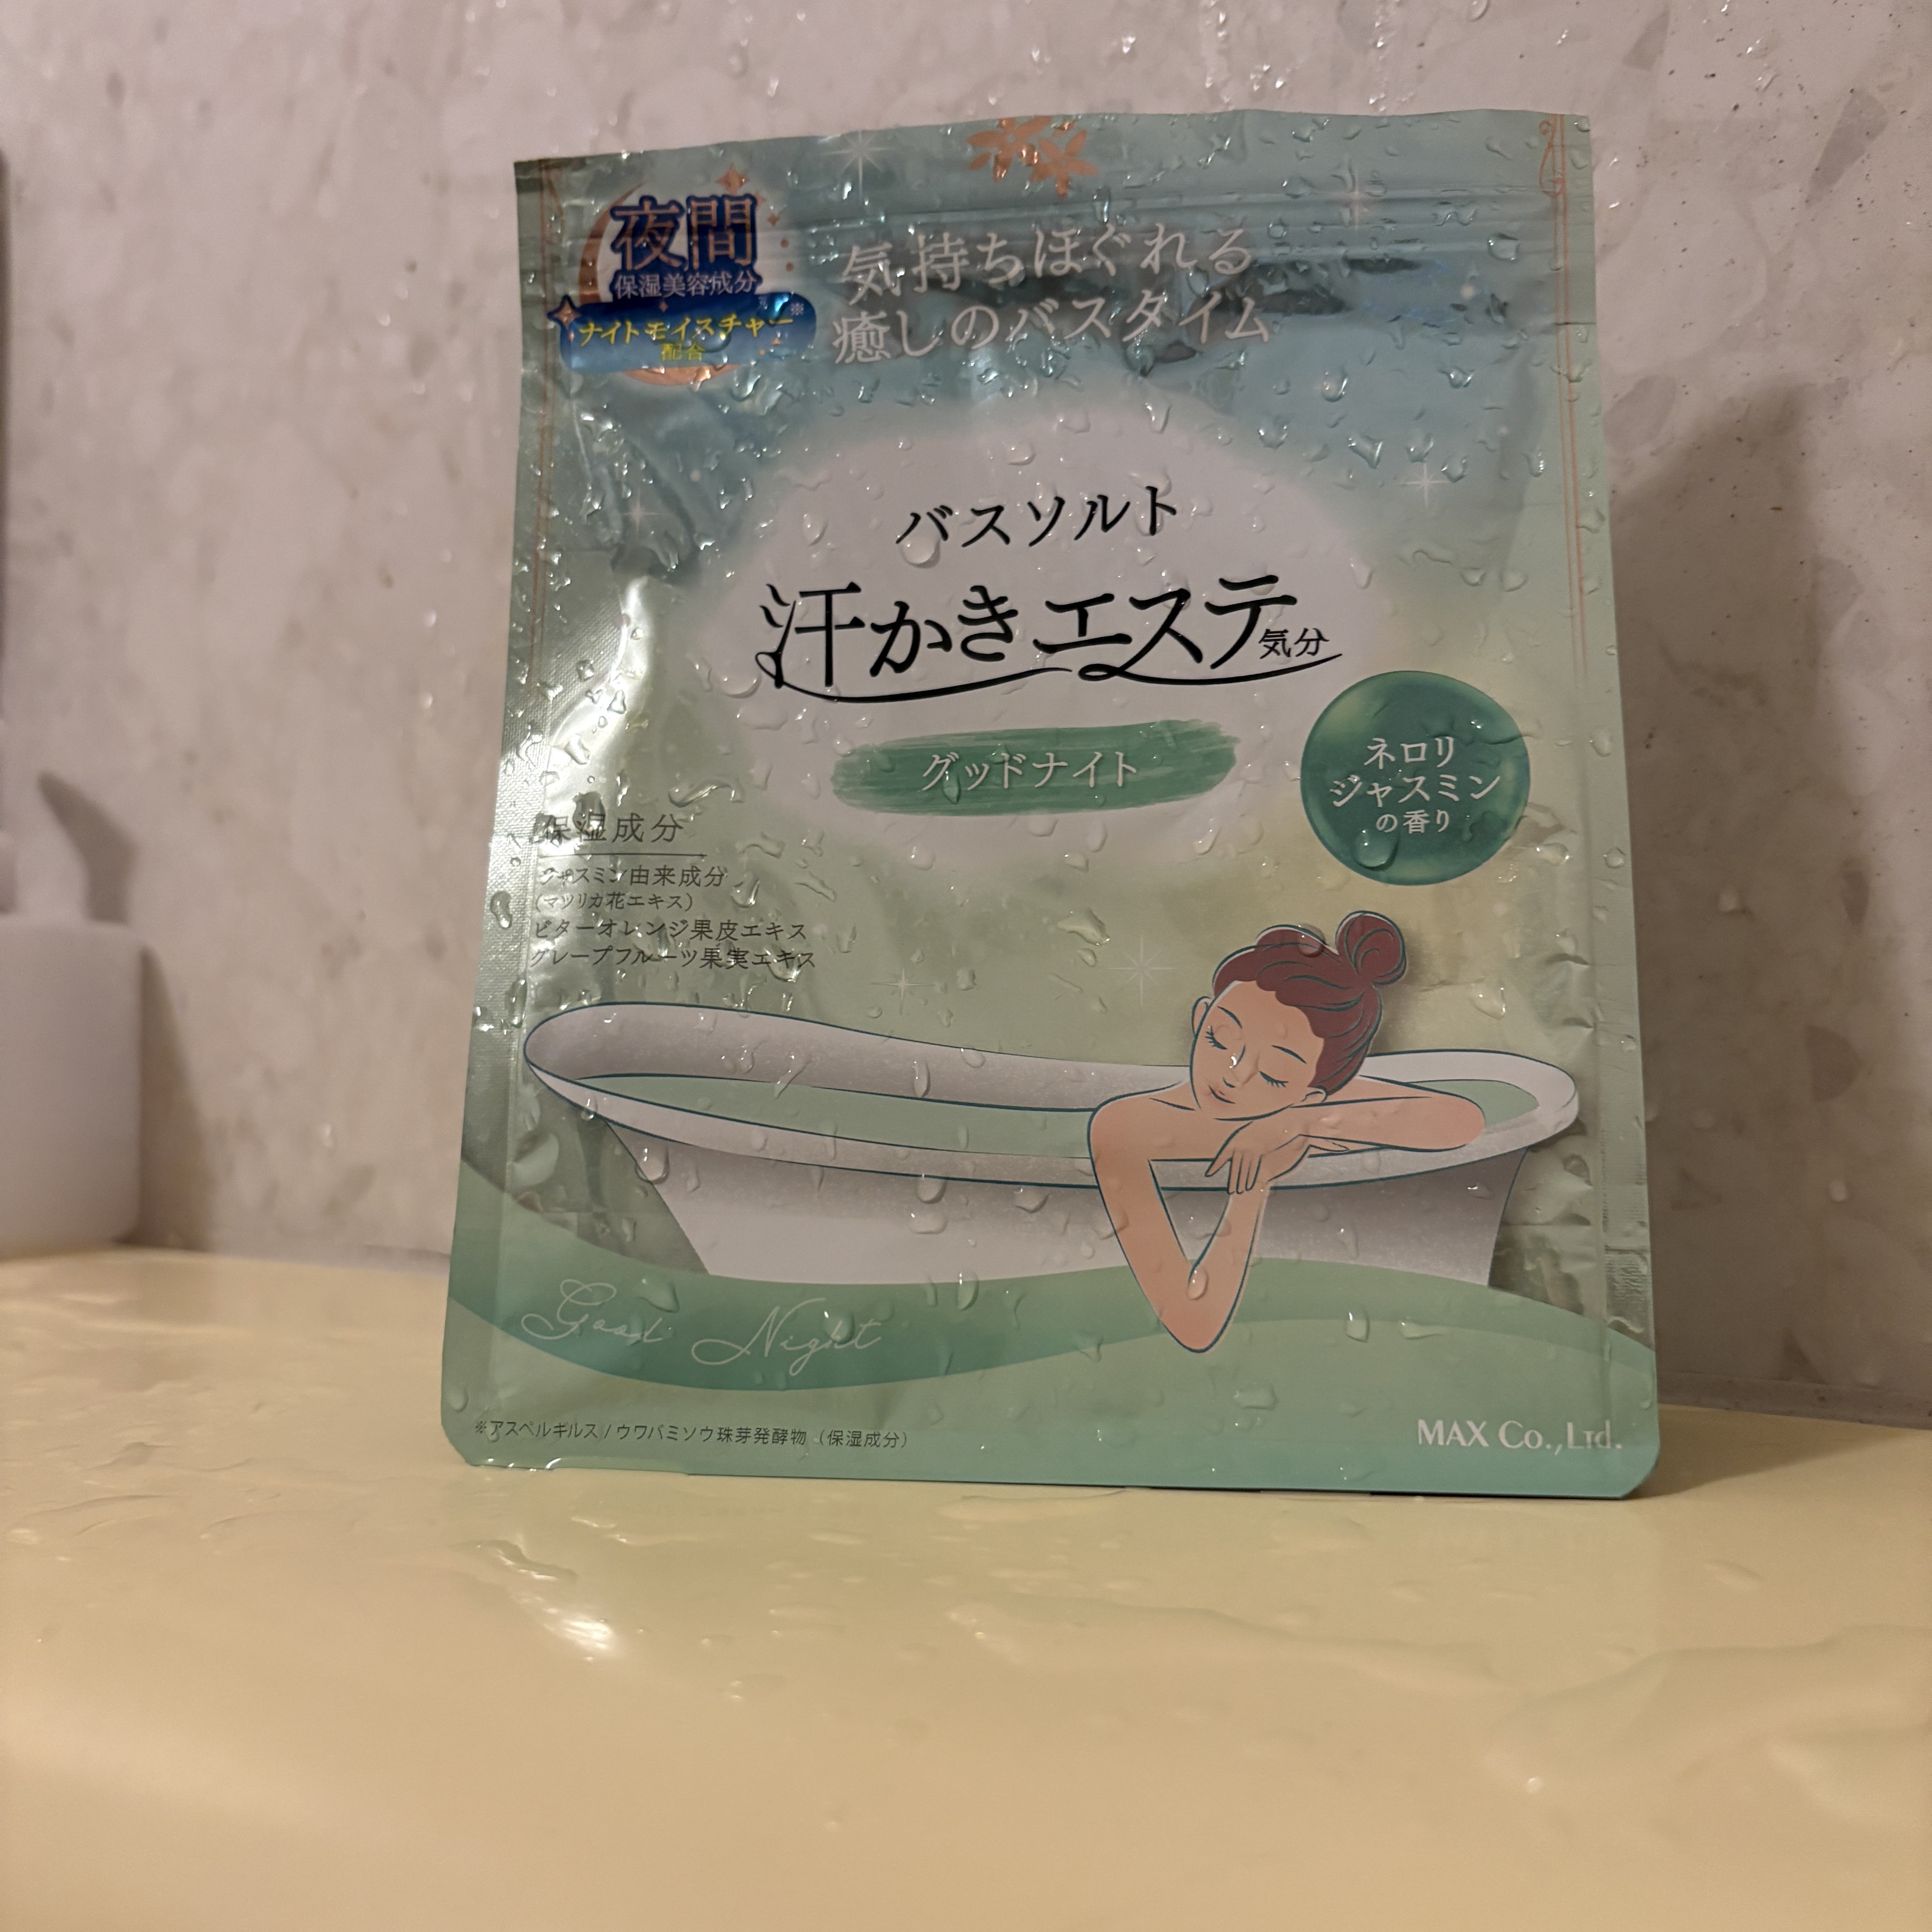 夜間
保湿美容成分
ナイトモイスチャー※
配合
気持ちほぐれる
癒しのバスタイム
バスソルト
汗かきエステ気分
グッドナイト
ネロリ
ジャスミン
の香り
保湿成分
ジャスミン由来成分
(マツリカ花エキス)
ビターオレンジ果皮エキス
グレープフルーツ果実エキス
Good Night
※アスペルギルス/ウワバミソウ珠芽発酵物(保湿成分)
MAX Co.,Ltd.